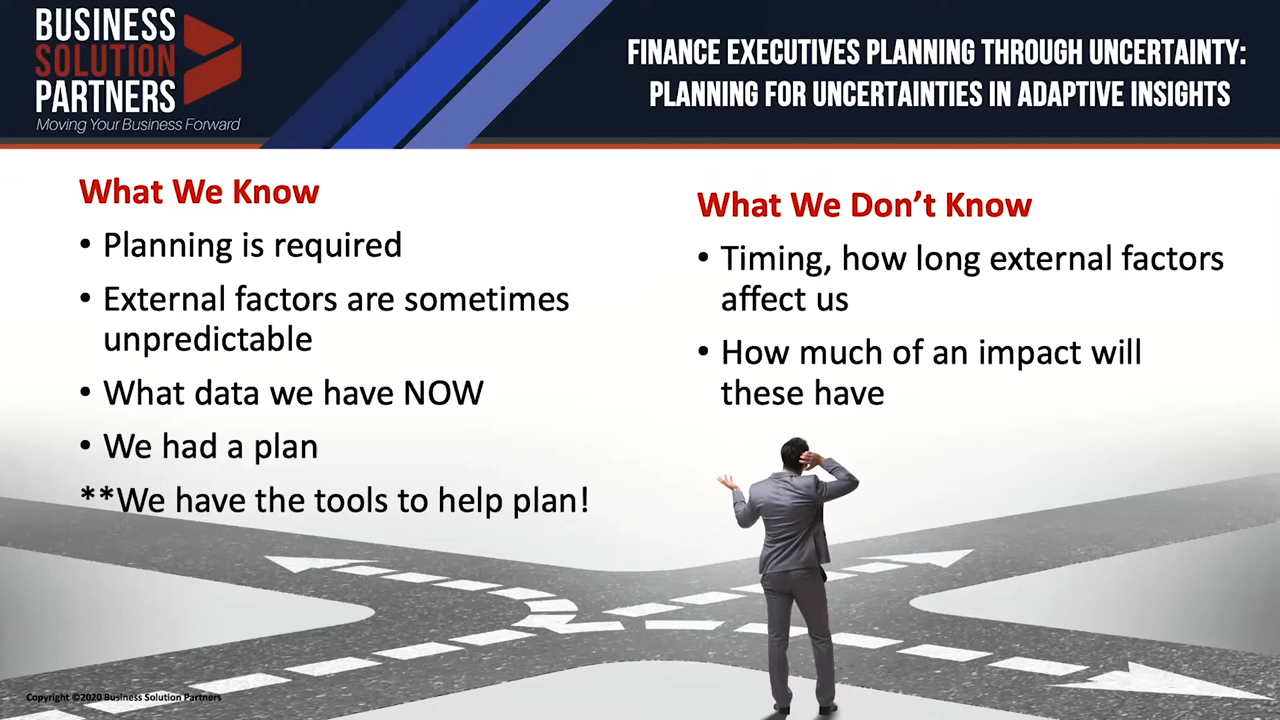 BUSINESS
SOLUTION
PARTNERS
Moving Your Business Forward
FINANCE EXECUTIVES PLANNING THROUGH UNCERTAINTY:
PLANNING FOR UNCERTAINTIES IN ADAPTIVE INSIGHTS
What We Know
• Planning is required
• External factors are sometimes
unpredictable
• What data we have NOW
• We had a plan
**We have the tools to help plan!
What We Don’t Know
• Timing, how long external factors
affect us
• How much of an impact will
these have
Copyright ©2020 Business Solution Partners